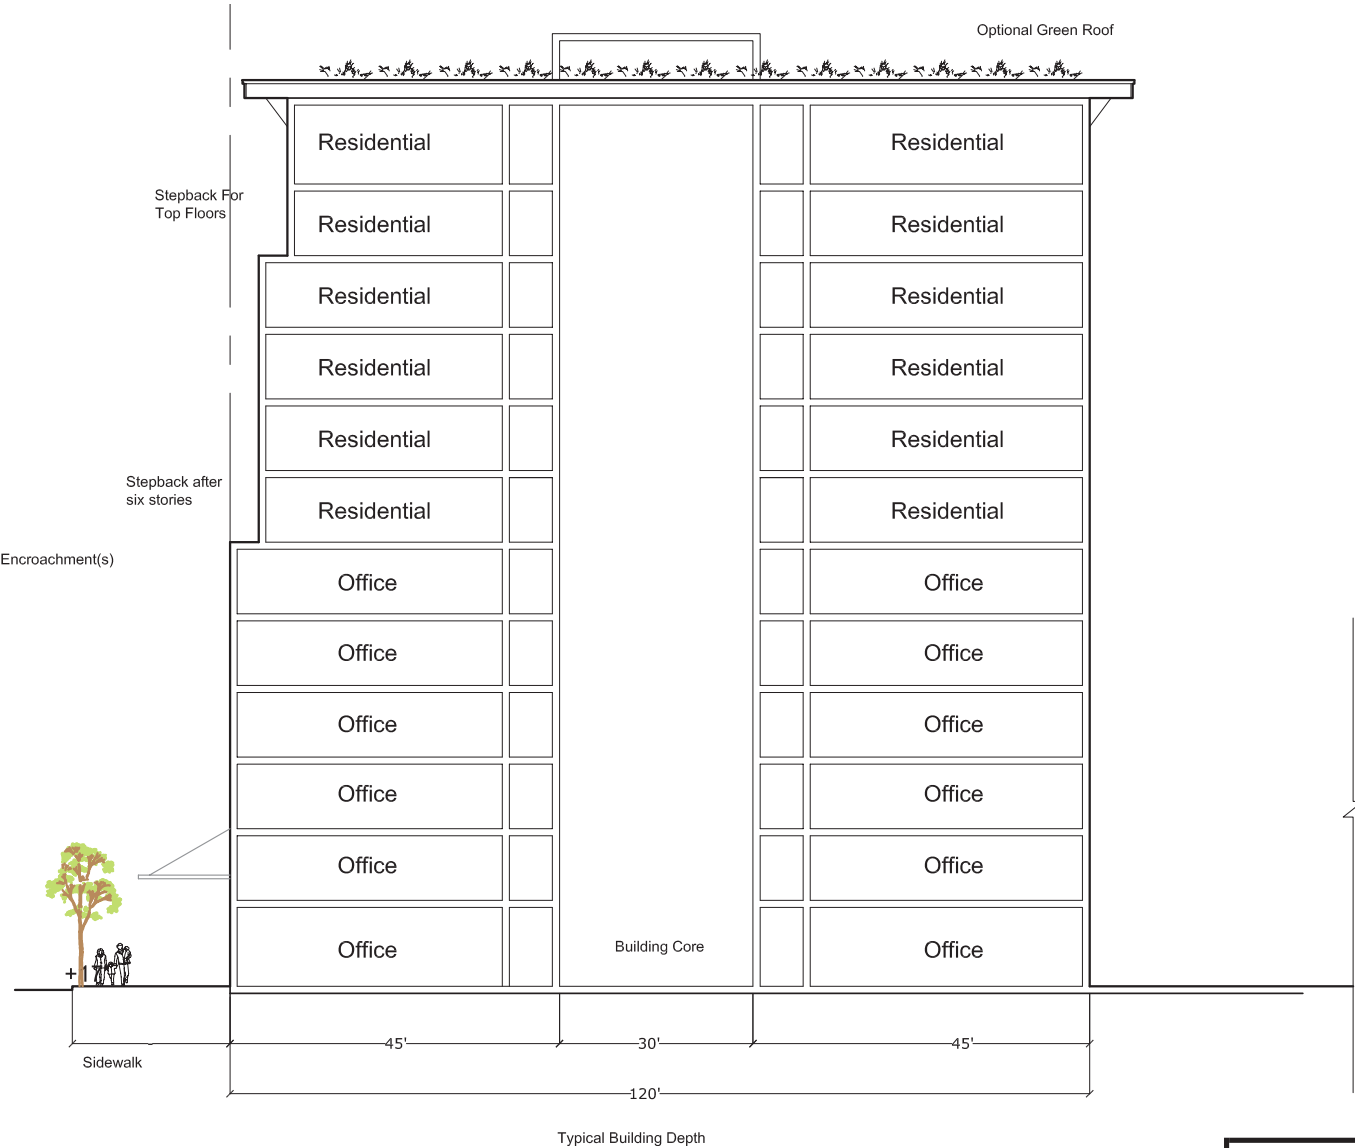 Optional Green Roof
Residential Residential
Stepback For
Top Floors
Residential Residential
Residential Residential
Residential Residential
Residential Residential
Stepback after
six stories
Residential Residential
Encroachment(s)
Office Office
Office Office
Office Office
Office Office
Office Office
Office Building Core Office
+1
45' 30' 45'
Sidewalk
120'
Typical Building Depth